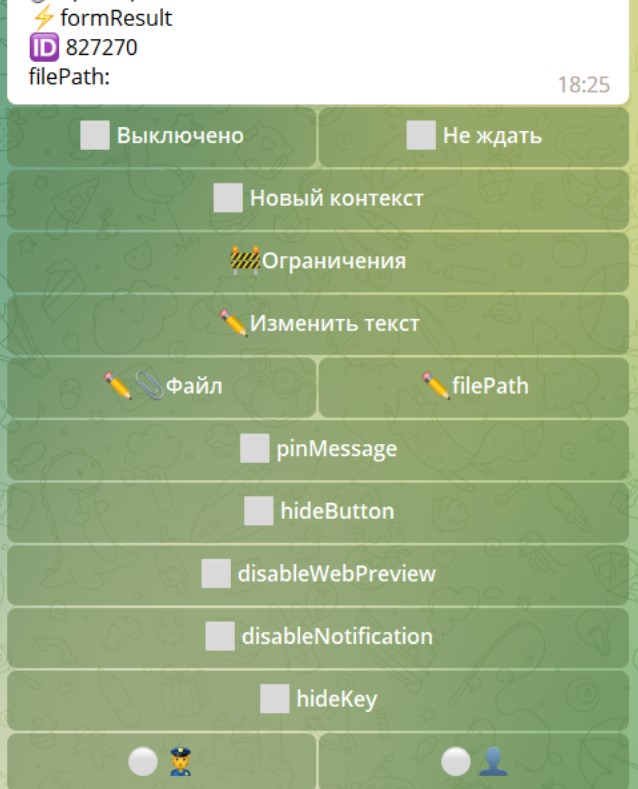 ⚡ formResult
🆔 827270
filePath:
18:25
Выключено
Не ждать
Новый контекст
🚧Ограничения
✏️Изменить текст
✏️📎Файл
✏️filePath
pinMessage
hideButton
disableWebPreview
disableNotification
hideKey